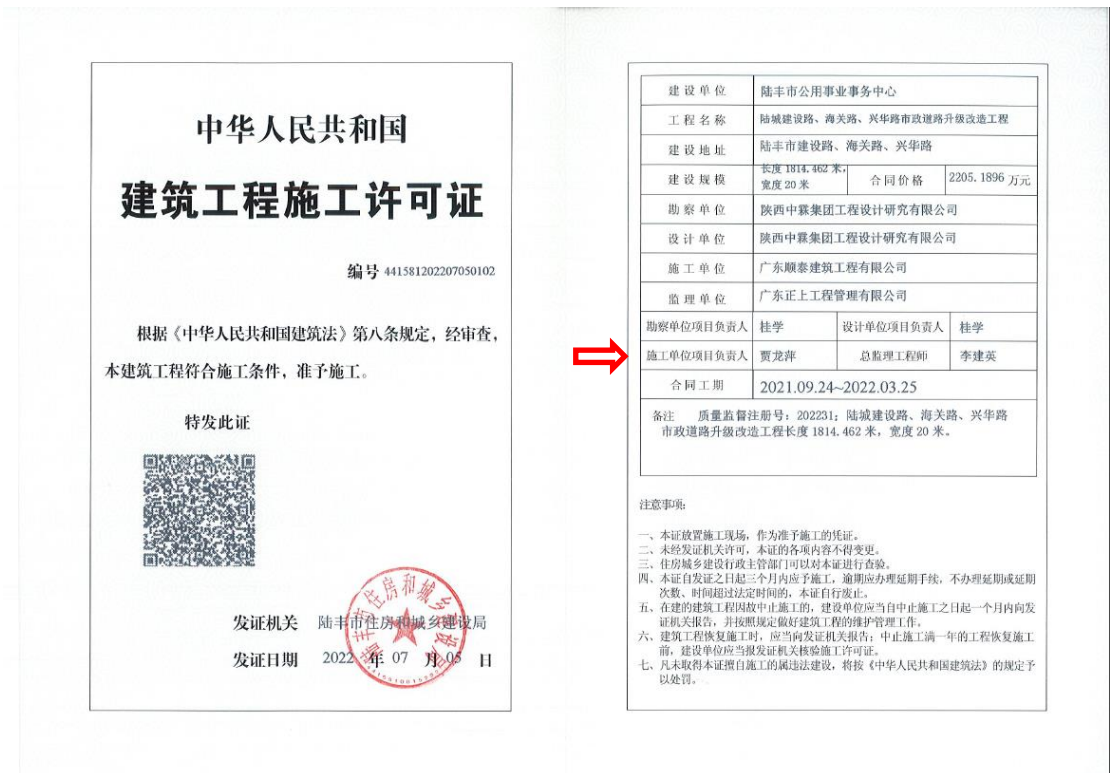 中华人民共和国
建筑工程施工许可证
编号 441581202207050102
根据《中华人民共和国建筑法》第八条规定，经审查，
本建筑工程符合施工条件，准予施工。
特发此证
发证机关 陆丰市住房和城乡建设局
发证日期 2022 年 07 月 05 日
建设单位 陆丰市公用事业事务中心
工程名称 陆城建设路、海关路、兴华路市政道路升级改造工程
建设地址 陆丰市建设路、海关路、兴华路
建设规模 长度 1814.462 米，
宽度 20 米 合同价格 2205.1896 万元
勘察单位 陕西中霖集团工程设计研究有限公司
设计单位 陕西中霖集团工程设计研究有限公司
施工单位 广东顺泰建筑工程有限公司
监理单位 广东正上工程管理有限公司
勘察单位项目负责人 桂学 设计单位项目负责人 桂学
施工单位项目负责人 贾龙萍 总监理工程师 李建英
合同工期 2021.09.24~2022.03.25
备注 质量监督注册号：202231；陆城建设路、海关路、兴华路
市政道路升级改造工程长度 1814.462 米，宽度 20 米。
注意事项：
一、本证放置施工现场，作为准予施工的凭证。
二、未经发证机关许可，本证的各项内容不得变更。
三、住房城乡建设行政主管部门可以对本证进行查验。
四、本证自发证之日起三个月内应予施工，逾期应办理延期手续，不办理延期或延期
次数、时间超过法定时间的，本证自行废止。
五、在建的建筑工程因故中止施工的，建设单位应当自中止施工之日起一个月内向发
证机关报告，并按照规定做好建筑工程的维护管理工作。
六、建筑工程恢复施工时，应当向发证机关报告；中止施工满一年的工程恢复施工
前，建设单位应当报发证机关核验施工许可证。
七、凡未取得本证擅自施工的属违法建设，将按《中华人民共和国建筑法》的规定予
以处罚。